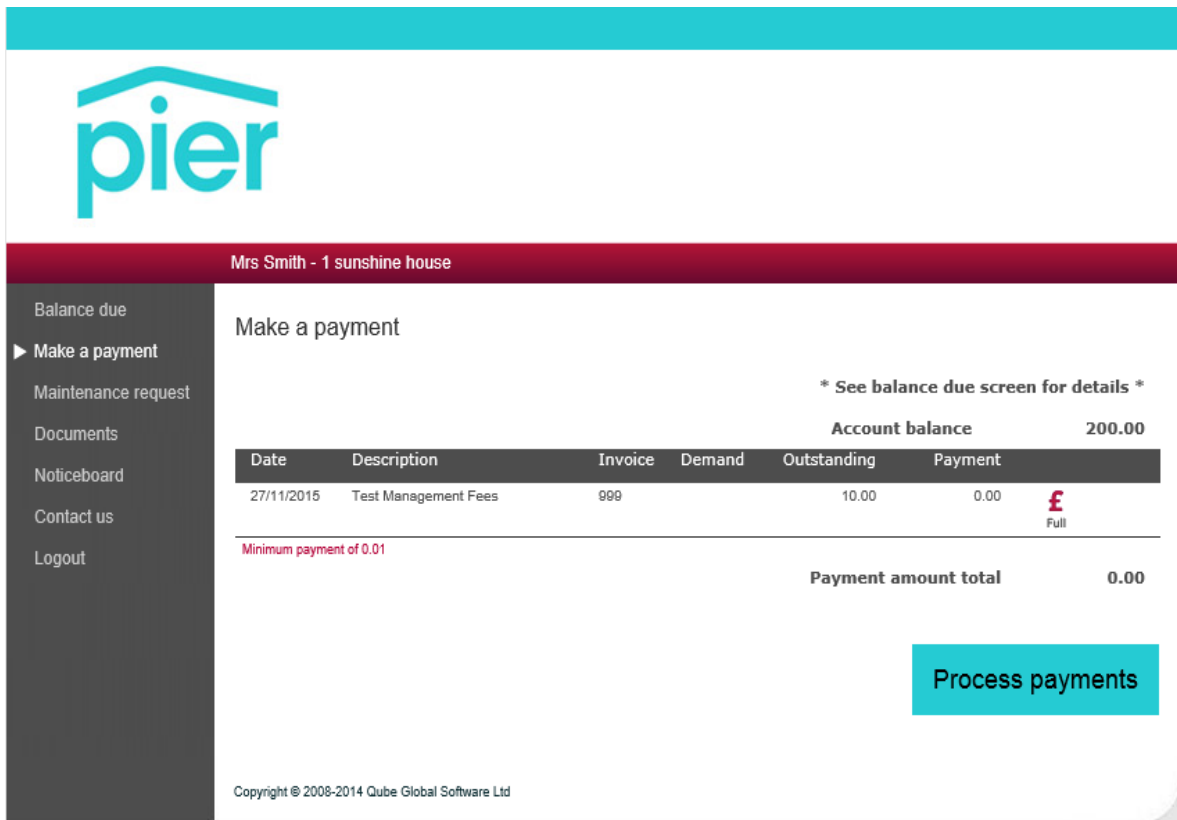 pier
Mrs Smith - 1 sunshine house
Balance due
Make a payment
Maintenance request
Documents
Noticeboard
Contact us
Logout
Make a payment
* See balance due screen for details *
Account balance 200.00
Date Description Invoice Demand Outstanding Payment
27/11/2015 Test Management Fees 999 10.00 0.00 £
Full
Minimum payment of 0.01
Payment amount total 0.00
Process payments
Copyright © 2008-2014 Qube Global Software Ltd